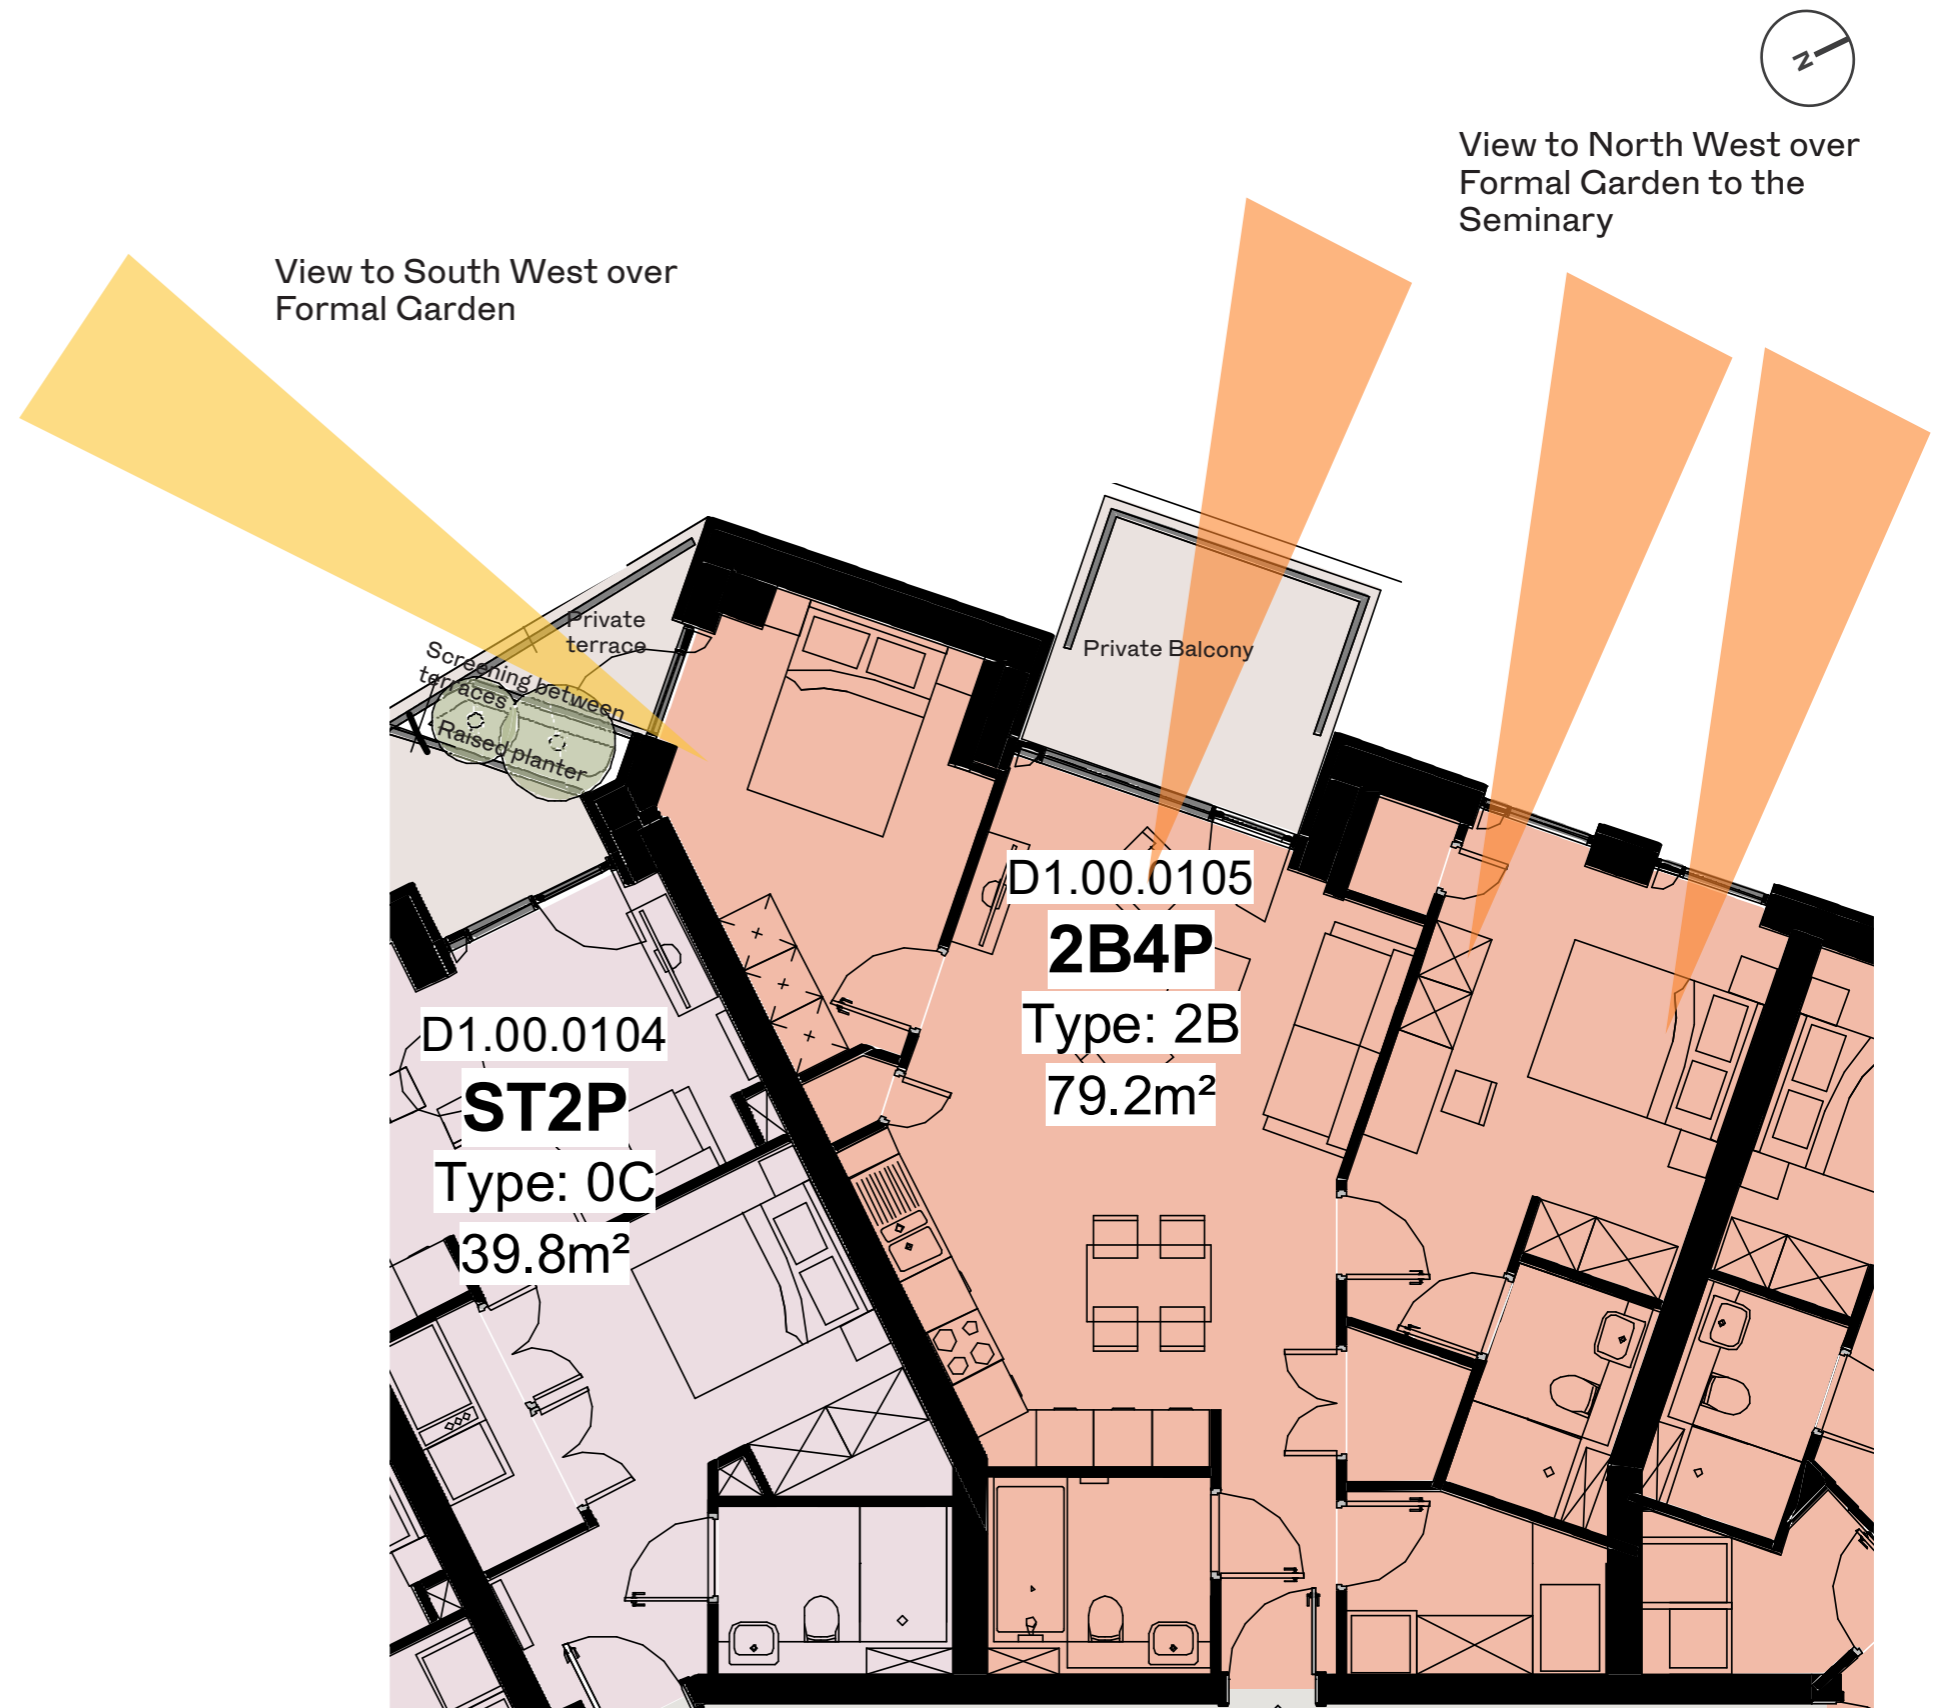 N
View to North West over
Formal Garden to the
Seminary
View to South West over
Formal Garden
Private
terrace
Screening between
terraces
Raised planter
Private Balcony
D1.00.0105
2B4P
Type: 2B
79.2m²
D1.00.0104
ST2P
Type: 0C
39.8m²